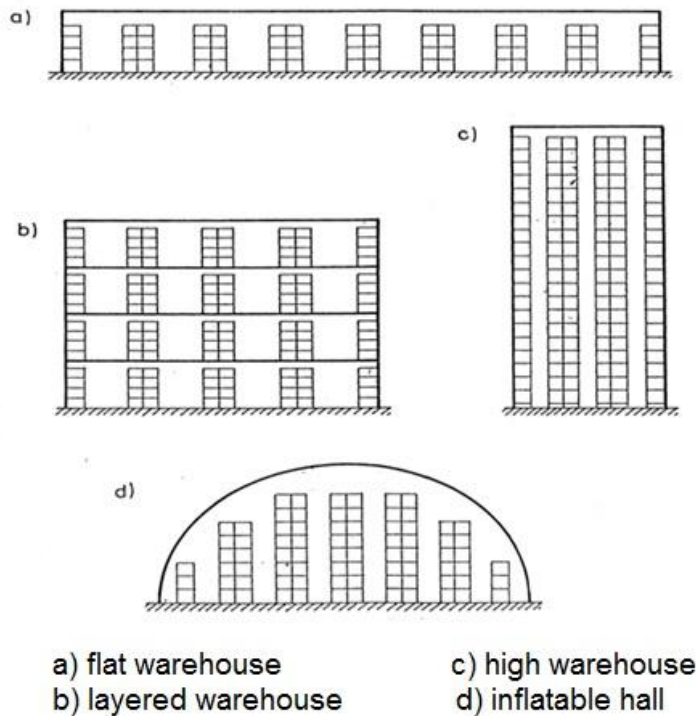 a)
c)
b)
d)
a) flat warehouse
c) high warehouse
b) layered warehouse
d) inflatable hall